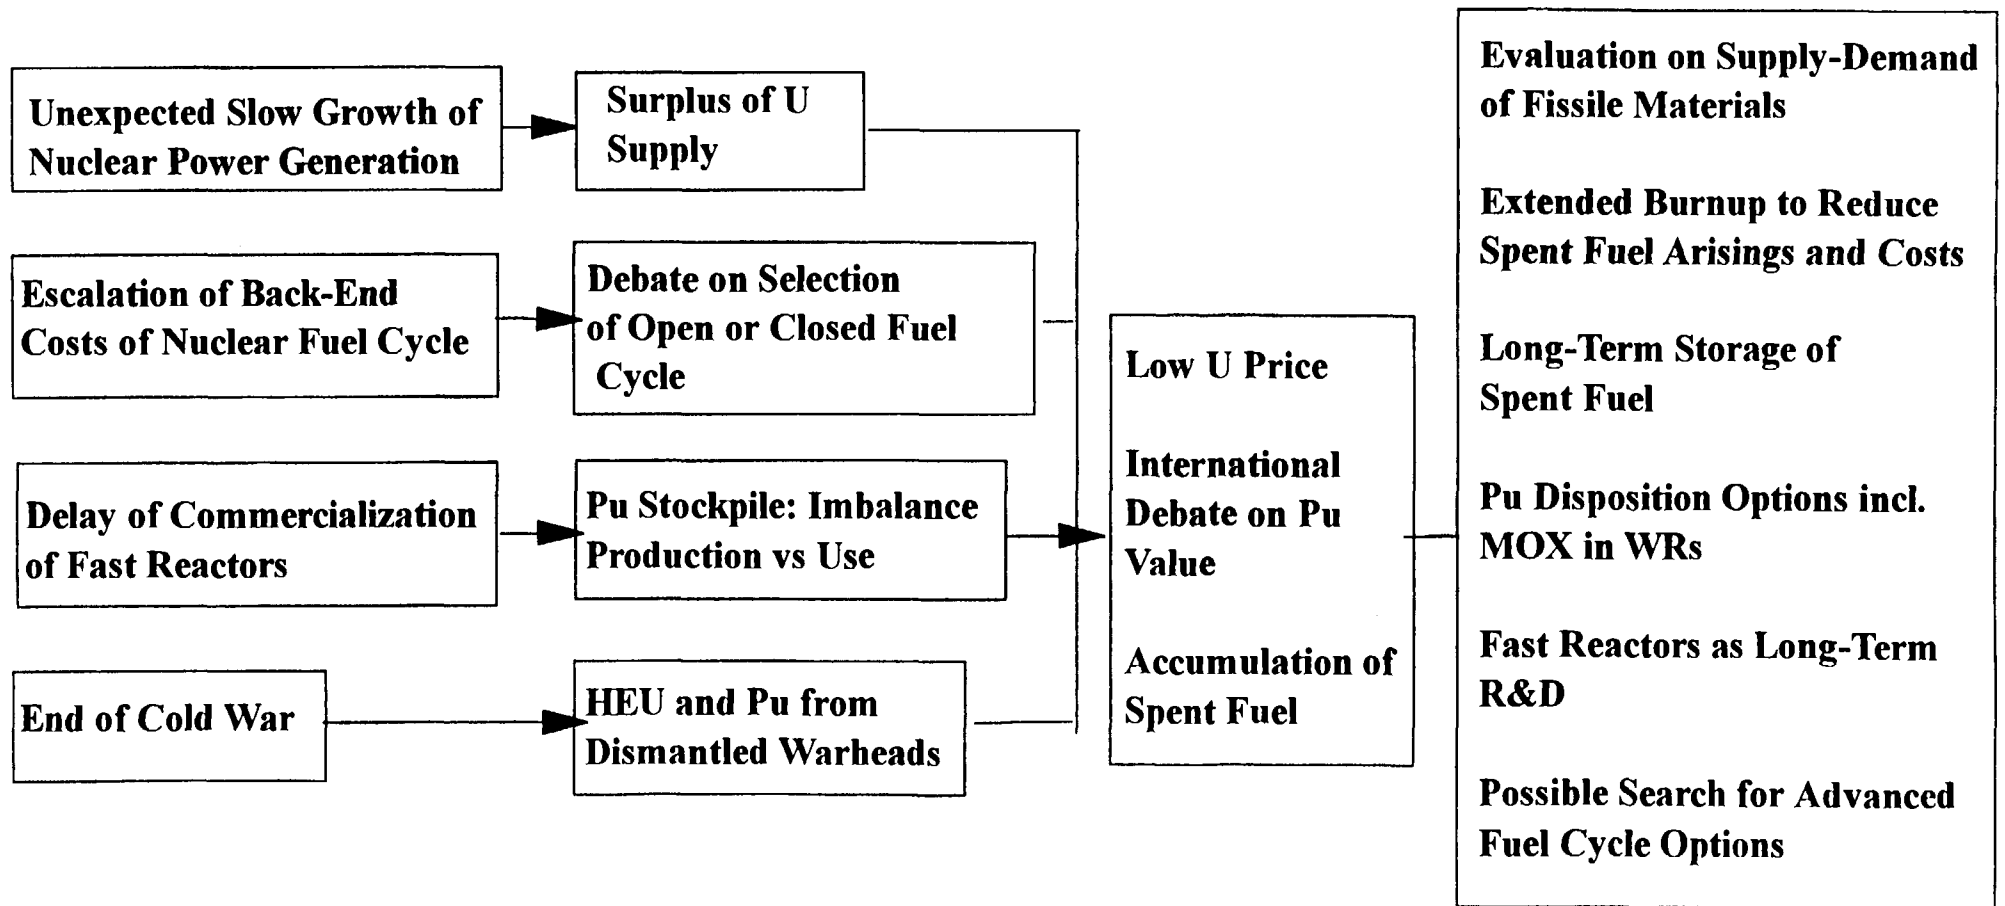 Unexpected Slow Growth of
Nuclear Power Generation
Surplus of U
Supply
Escalation of Back-End
Costs of Nuclear Fuel Cycle
Debate on Selection
of Open or Closed Fuel
Cycle
Delay of Commercialization
of Fast Reactors
Pu Stockpile: Imbalance
Production vs Use
End of Cold War
HEU and Pu from
Dismantled Warheads
Low U Price
International
Debate on Pu
Value
Accumulation of
Spent Fuel
Evaluation on Supply-Demand
of Fissile Materials
Extended Burnup to Reduce
Spent Fuel Arisings and Costs
Long-Term Storage of
Spent Fuel
Pu Disposition Options incl.
MOX in WRs
Fast Reactors as Long-Term
R&D
Possible Search for Advanced
Fuel Cycle Options